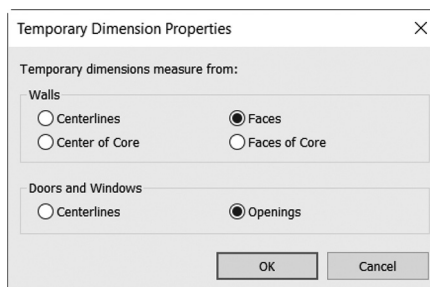 Temporary Dimension Properties
Temporary dimensions measure from:
Walls
Centerlines Faces
Center of Core Faces of Core
Doors and Windows
Centerlines Openings
OK Cancel